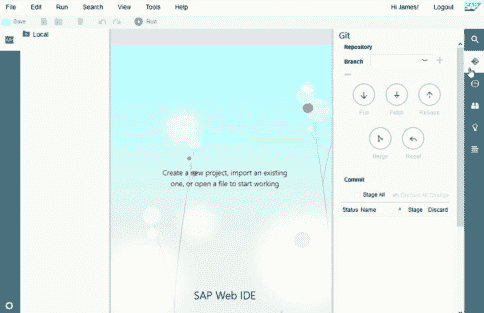 File Edit Run Search View Tools Help Hi James! Logout SAP
Save Run
Local
Git
Repository
Branch
Pull Fetch Rebase
Merge Reset
Create a new project, import an existing
one, or open a file to start working.
Commit
Stage All Discard All Change
Status Name Stage Discard
SAP Web IDE